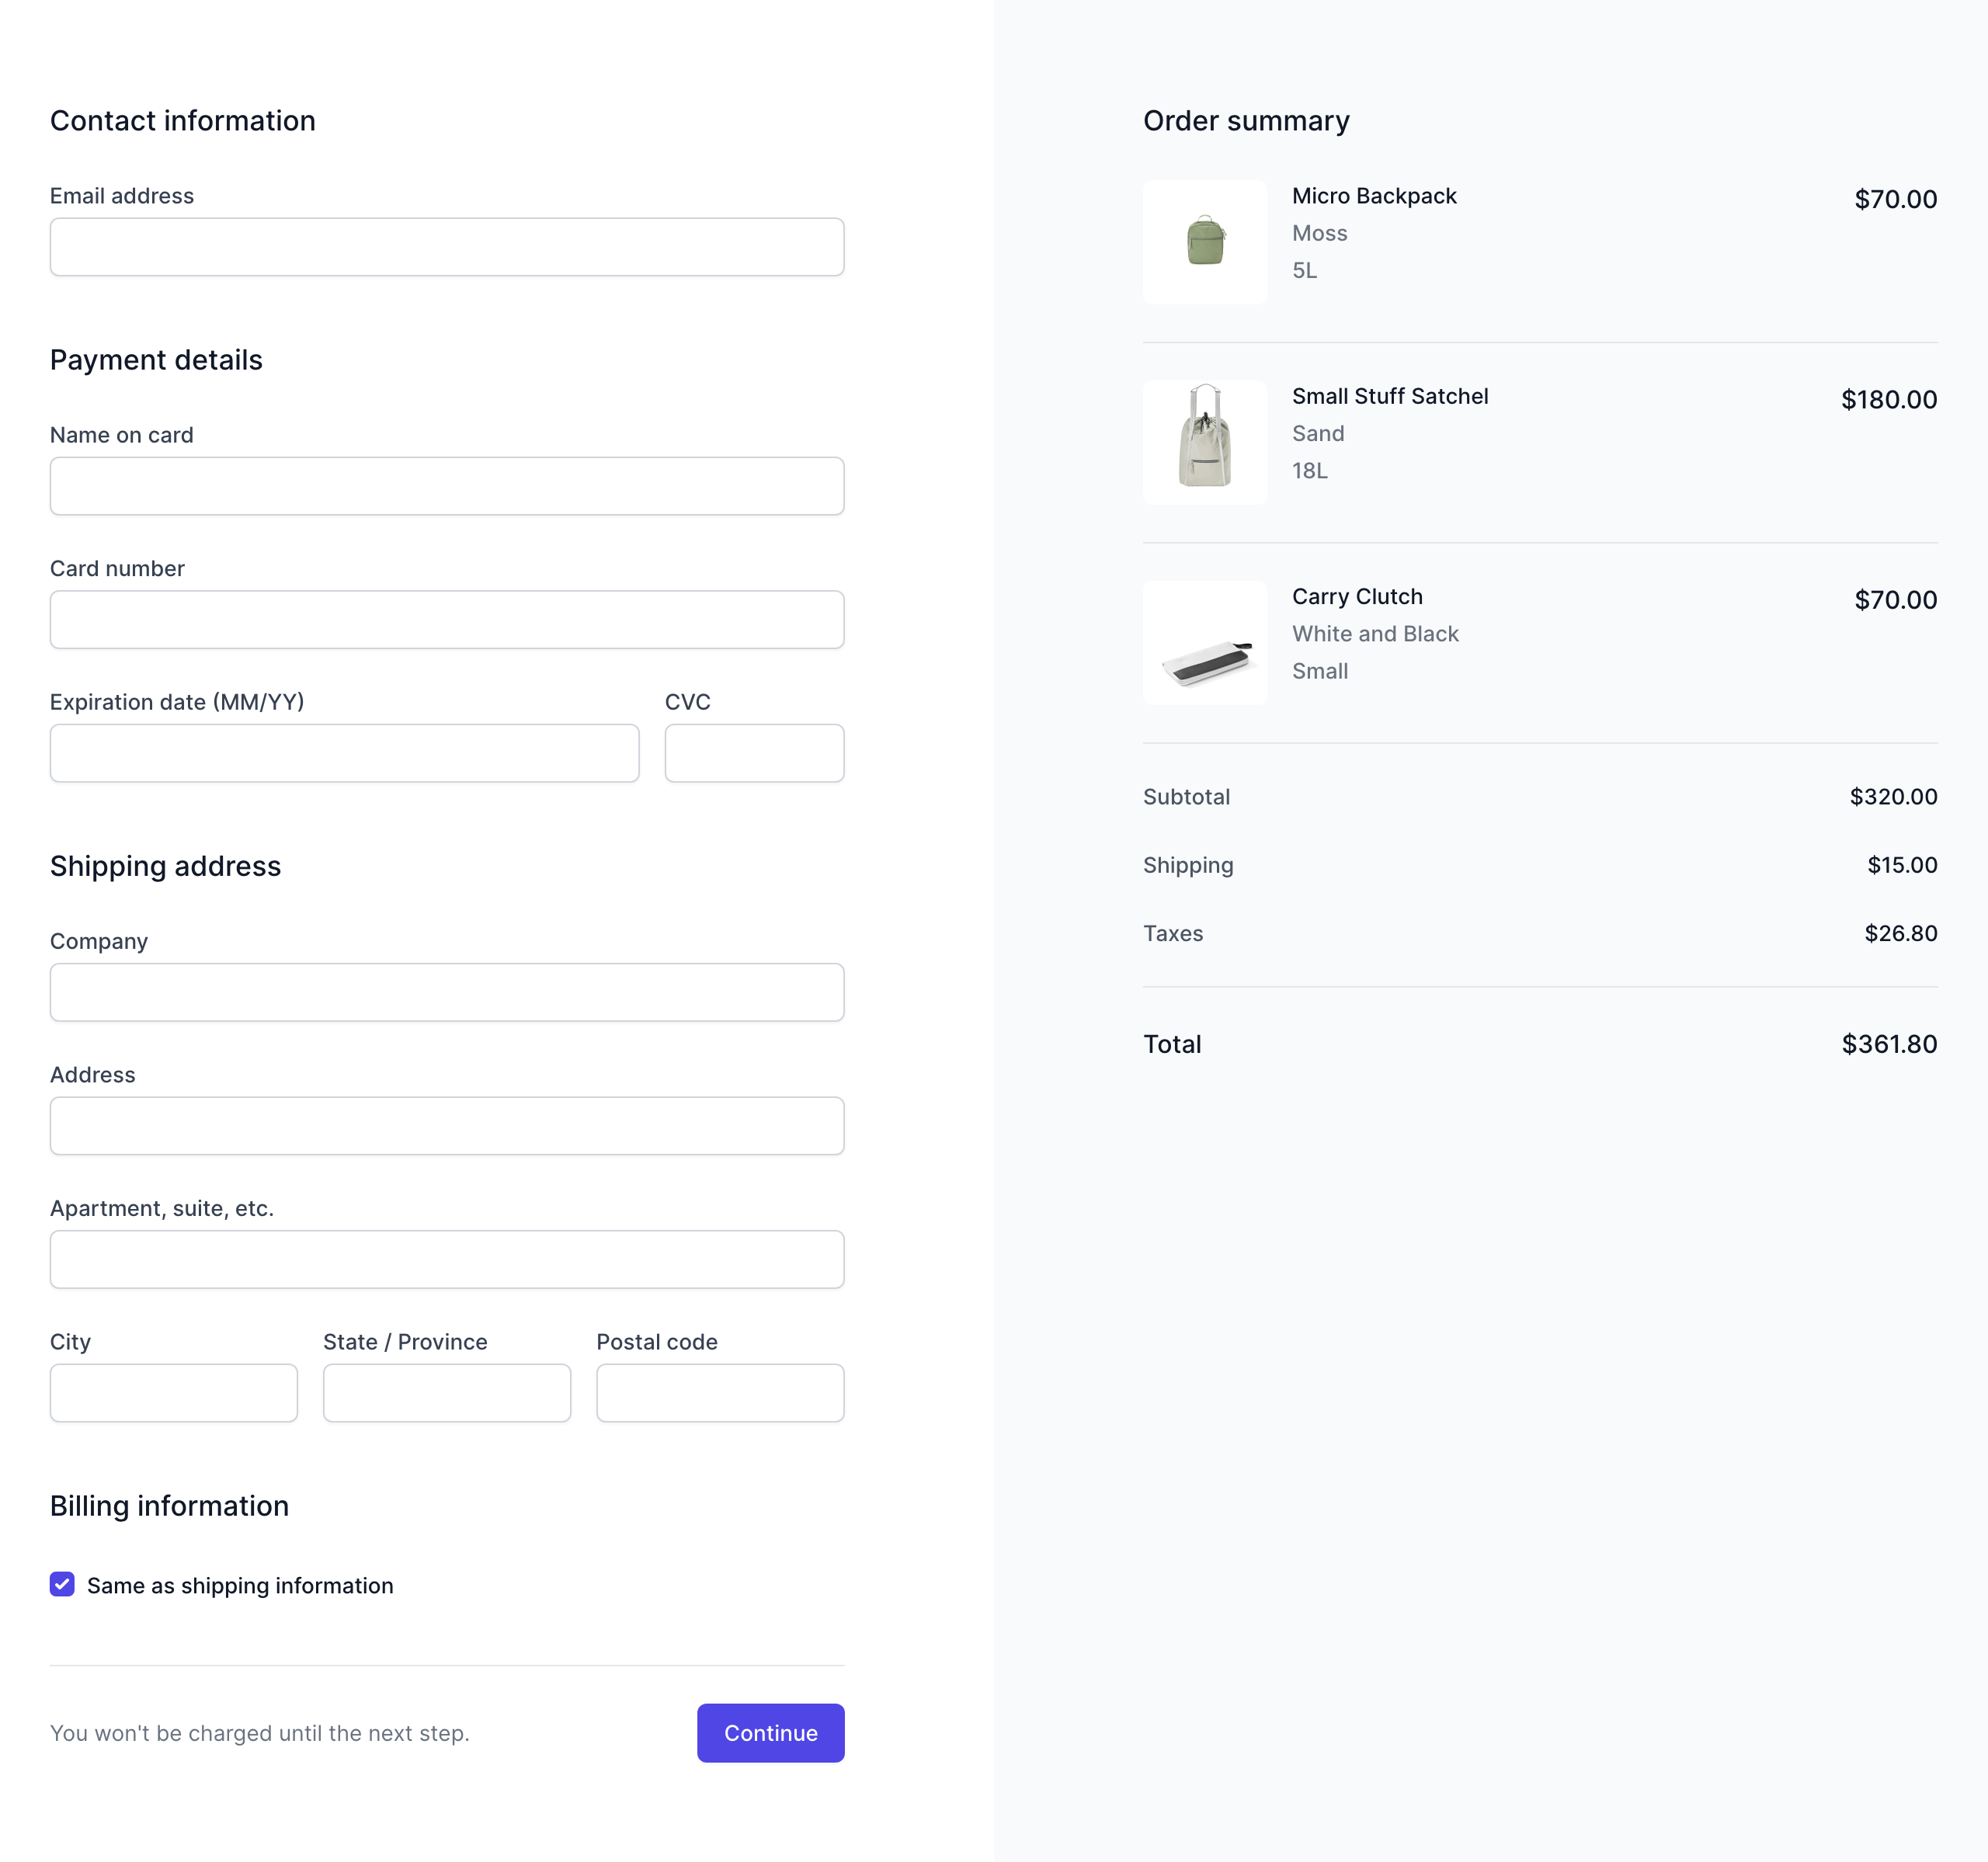 Contact information
Email address
Payment details
Name on card
Card number
Expiration date (MM/YY)
CVC
Shipping address
Company
Address
Apartment, suite, etc.
City
State / Province
Postal code
Billing information
Same as shipping information
You won't be charged until the next step.
Continue
Order summary
Micro Backpack
$70.00
Moss
5L
Small Stuff Satchel
$180.00
Sand
18L
Carry Clutch
$70.00
White and Black
Small
Subtotal
$320.00
Shipping
$15.00
Taxes
$26.80
Total
$361.80